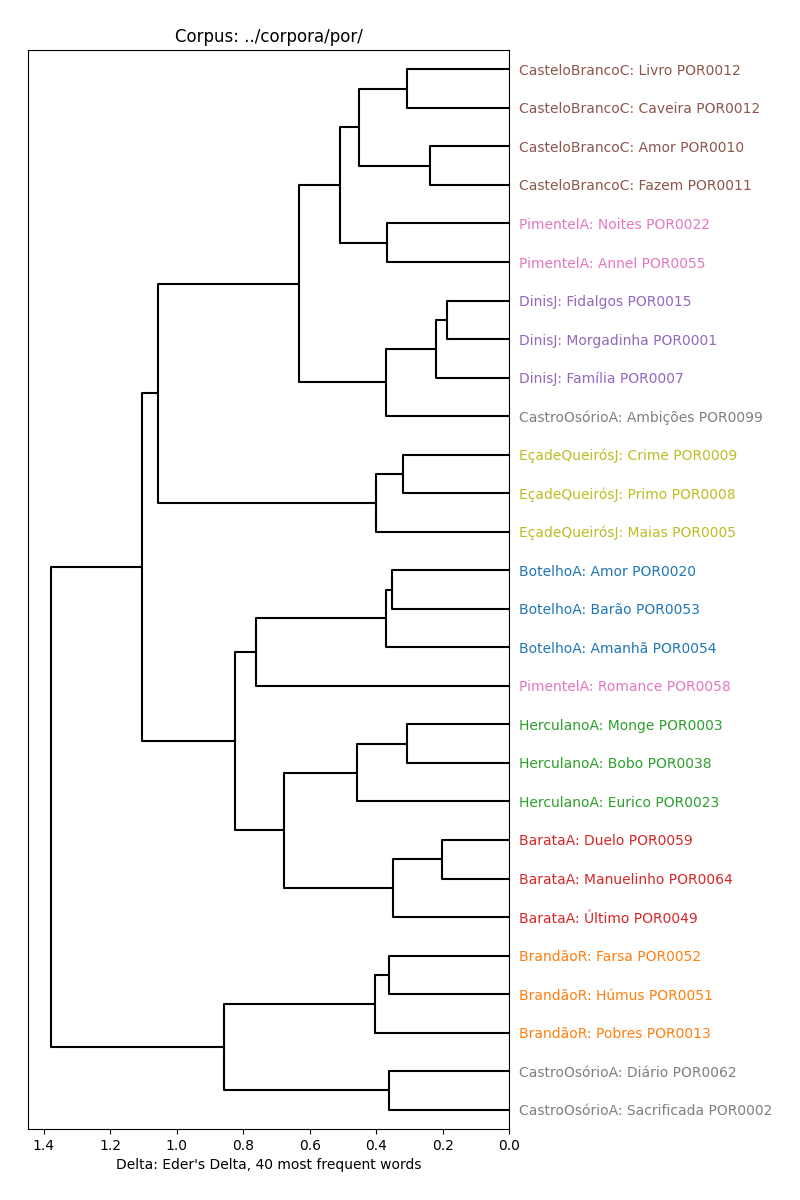 Corpus: ../corpora/por/
CasteloBrancoC: Livro POR0012
CasteloBrancoC: Caveira POR0012
CasteloBrancoC: Amor POR0010
CasteloBrancoC: Fazem POR0011
PimentelA: Noites POR0022
PimentelA: Annel POR0055
DinisJ: Fidalgos POR0015
DinisJ: Morgadinha POR0001
DinisJ: Família POR0007
CastroOsórioA: Ambições POR0099
EçadeQueirósJ: Crime POR0009
EçadeQueirósJ: Primo POR0008
EçadeQueirósJ: Maias POR0005
BotelhoA: Amor POR0020
BotelhoA: Barão POR0053
BotelhoA: Amanhã POR0054
PimentelA: Romance POR0058
HerculanoA: Monge POR0003
HerculanoA: Bobo POR0038
HerculanoA: Eurico POR0023
BarataA: Duelo POR0059
BarataA: Manuelinho POR0064
BarataA: Último POR0049
BrandãoR: Farsa POR0052
BrandãoR: Húmus POR0051
BrandãoR: Pobres POR0013
CastroOsórioA: Diário POR0062
CastroOsórioA: Sacrificada POR0002
1.4 1.2 1.0 0.8 0.6 0.4 0.2 0.0
Delta: Eder's Delta, 40 most frequent words